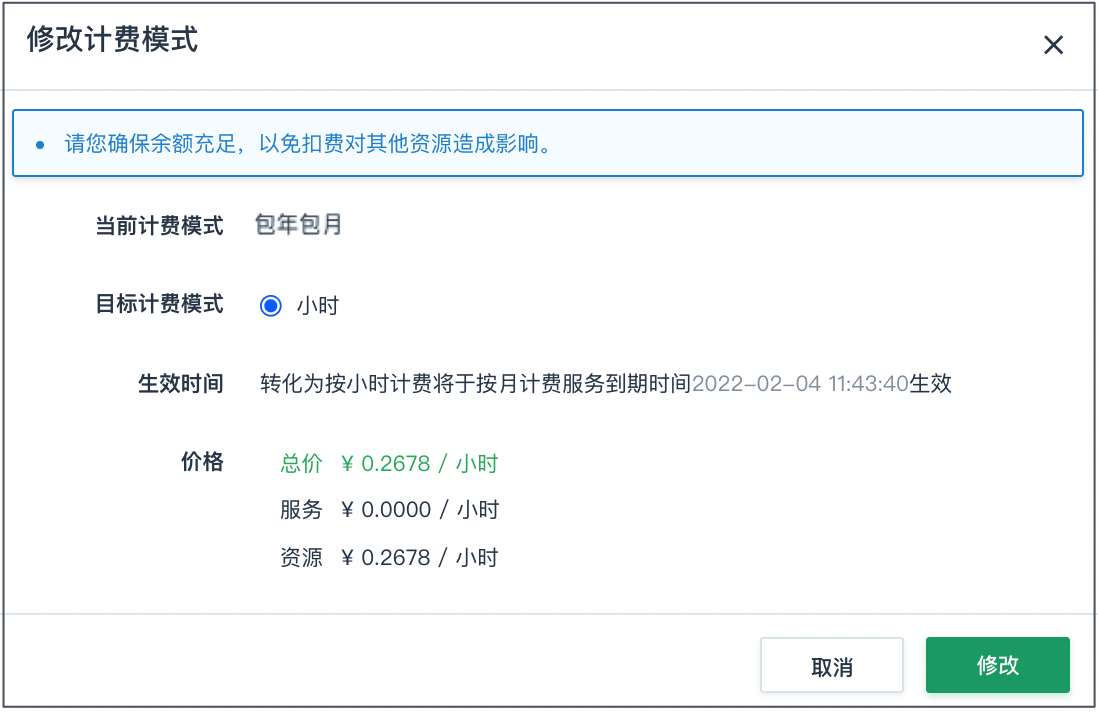 修改计费模式
请您确保余额充足，以免扣费对其他资源造成影响。
当前计费模式 包年包月
目标计费模式 小时
生效时间 转化为按小时计费将于按月计费服务到期时间2022-02-04 11:43:40生效
价格 总价 ¥ 0.2678 / 小时
服务 ¥ 0.0000 / 小时
资源 ¥ 0.2678 / 小时
取消 修改